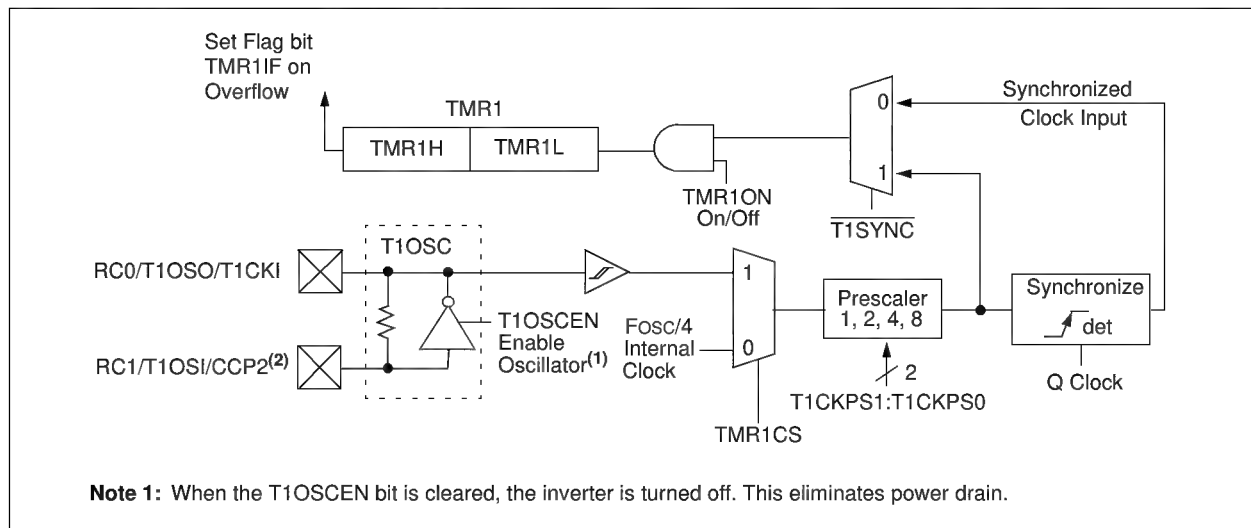 Set Flag bit
TMR1IF on
Overflow
TMR1
TMR1H
TMR1L
TMR1ON
On/Off
0
1
T1SYNC
Synchronized
Clock Input
T1OSC
RC0/T1OSO/T1CKI
RC1/T1OSI/CCP2(2)
T1OSCEN
Enable
Oscillator(1)
FOSC/4
Internal
Clock
1
0
TMR1CS
Prescaler
1, 2, 4, 8
2
T1CKPS1:T1CKPS0
Synchronize
det
Q Clock
Note 1: When the T1OSCEN bit is cleared, the inverter is turned off. This eliminates power drain.